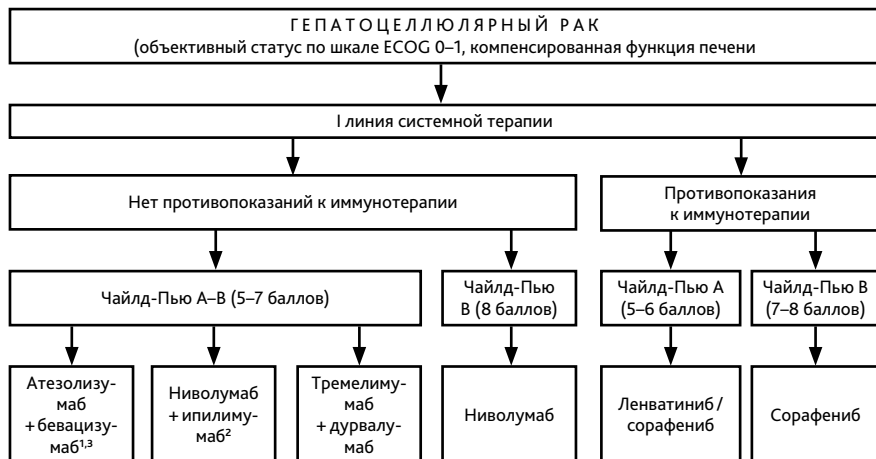 ГЕПАТОЦЕЛЛЮЛЯРНЫЙ РАК
(объективный статус по шкале ECOG 0–1, компенсированная функция печени
I линия системной терапии
Нет противопоказаний к иммунотерапии
Противопоказания
к иммунотерапии
Чайлд-Пью А–В (5–7 баллов)
Чайлд-Пью
В (8 баллов)
Чайлд-Пью А
(5–6 баллов)
Чайлд-Пью В
(7–8 баллов)
Атезолизу-
маб
+ бевацизу-
маб¹,³
Ниволумаб
+ ипилиму-
маб²
Тремелиму-
маб
+ дурвалу-
маб
Ниволумаб
Ленватиниб /
сорафениб
Сорафениб